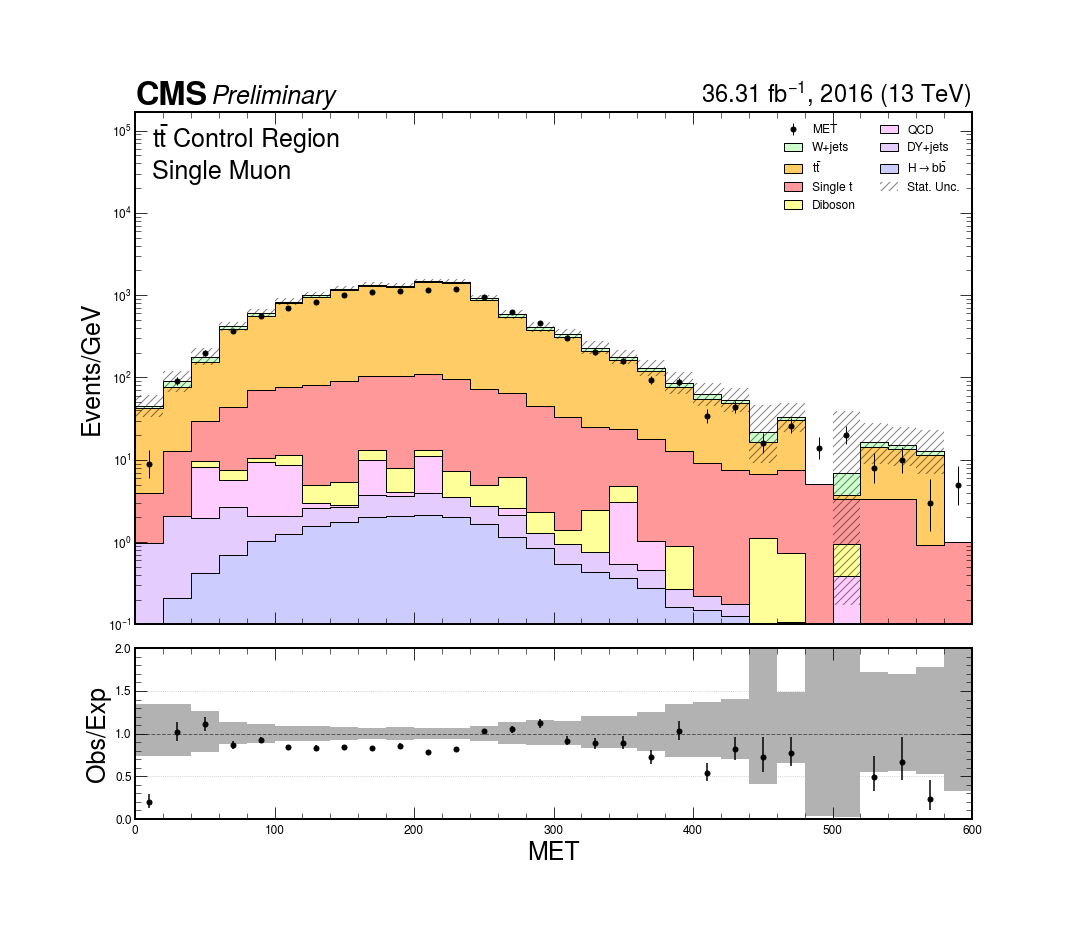 CMS Preliminary
36.31 fb⁻¹, 2016 (13 TeV)
tt̄ Control Region
Single Muon
MET
W+jets
tt̄
Single t
Diboson
QCD
DY+jets
H→bb̄
Stat. Unc.
Events/GeV
10⁵
10⁴
10³
10²
10¹
10⁰
10⁻¹
Obs/Exp
2.0
1.5
1.0
0.5
0.0
0 100 200 300 400 500 600
MET